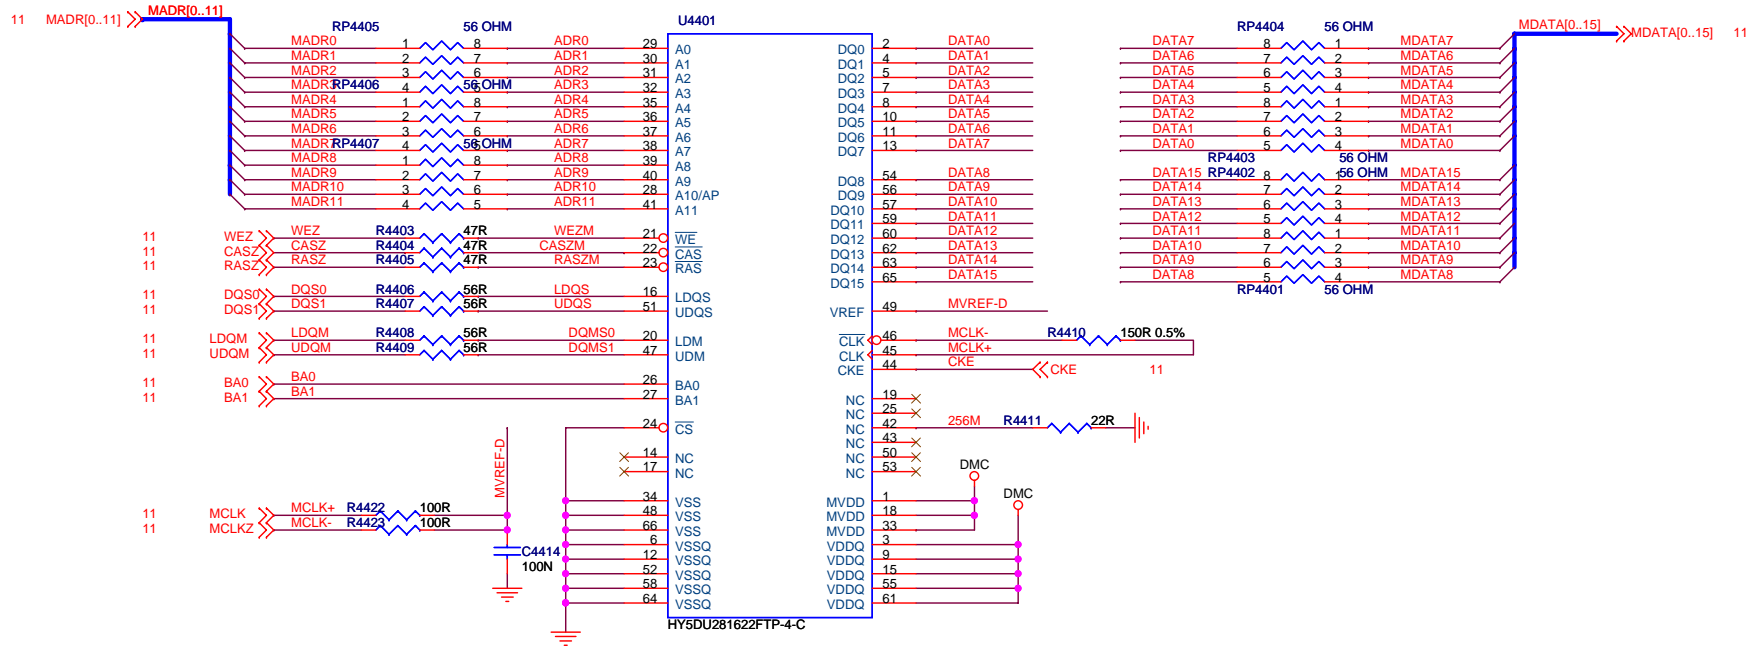 11 MADR[0..11] MADR[0..11]
RP4405 56 OHM
MADR0 1 8 ADR0 29 A0
MADR1 2 7 ADR1 30 A1
MADR2 3 6 ADR2 31 A2
MADR3 4 5 ADR3 32 A3
RP4406 56 OHM
MADR4 1 8 ADR4 35 A4
MADR5 2 7 ADR5 36 A5
MADR6 3 6 ADR6 37 A6
MADR7 4 5 ADR7 38 A7
RP4407 56 OHM
MADR8 1 8 ADR8 39 A8
MADR9 2 7 ADR9 40 A9
MADR10 3 6 ADR10 28 A10/AP
MADR11 4 5 ADR11 41 A11
11 WEZ WEZ R4403 47R WEZM 21 WE
11 CASZ CASZ R4404 47R CASZM 22 CAS
11 RASZ RASZ R4405 47R RASZM 23 RAS
11 DQS0 DQS0 R4406 56R LDQS 16 LDQS
11 DQS1 DQS1 R4407 56R UDQS 51 UDQS
11 LDQM LDQM R4408 56R DQMS0 20 LDM
11 UDQM UDQM R4409 56R DQMS1 47 UDM
11 BA0 BA0 26 BA0
11 BA1 BA1 27 BA1
24 CS
14 NC
17 NC
MVREF-D
11 MCLK MCLK+ R4422 100R
11 MCLKZ MCLK- R4423 100R
C4414
100N
34 VSS
48 VSS
66 VSS
6 VSSQ
12 VSSQ
52 VSSQ
58 VSSQ
64 VSSQ
U4401
HY5DU281622FTP-4-C
DQ0 2 DATA0
DQ1 4 DATA1
DQ2 5 DATA2
DQ3 7 DATA3
DQ4 8 DATA4
DQ5 10 DATA5
DQ6 11 DATA6
DQ7 13 DATA7
DQ8 54 DATA8
DQ9 56 DATA9
DQ10 57 DATA10
DQ11 59 DATA11
DQ12 60 DATA12
DQ13 62 DATA13
DQ14 63 DATA14
DQ15 65 DATA15
VREF 49 MVREF-D
CLK 46 MCLK- R4410 150R 0.5%
CLK 45 MCLK+
CKE 44 CKE CKE 11
NC 19
NC 25
NC 42 256M R4411 22R
NC 43
NC 50
NC 53
DMC
DMC
MVDD 1
MVDD 18
MVDD 33
VDDQ 3
VDDQ 9
VDDQ 15
VDDQ 55
VDDQ 61
RP4404 56 OHM
MDATA[0..15] MDATA[0..15] 11
DATA7 8 1 MDATA7
DATA6 7 2 MDATA6
DATA5 6 3 MDATA5
DATA4 5 4 MDATA4
DATA3 8 1 MDATA3
DATA2 7 2 MDATA2
DATA1 6 3 MDATA1
DATA0 5 4 MDATA0
RP4403 56 OHM
RP4402 56 OHM
DATA15 8 1 MDATA15
DATA14 7 2 MDATA14
DATA13 6 3 MDATA13
DATA12 5 4 MDATA12
DATA11 8 1 MDATA11
DATA10 7 2 MDATA10
DATA9 6 3 MDATA9
DATA8 5 4 MDATA8
RP4401 56 OHM